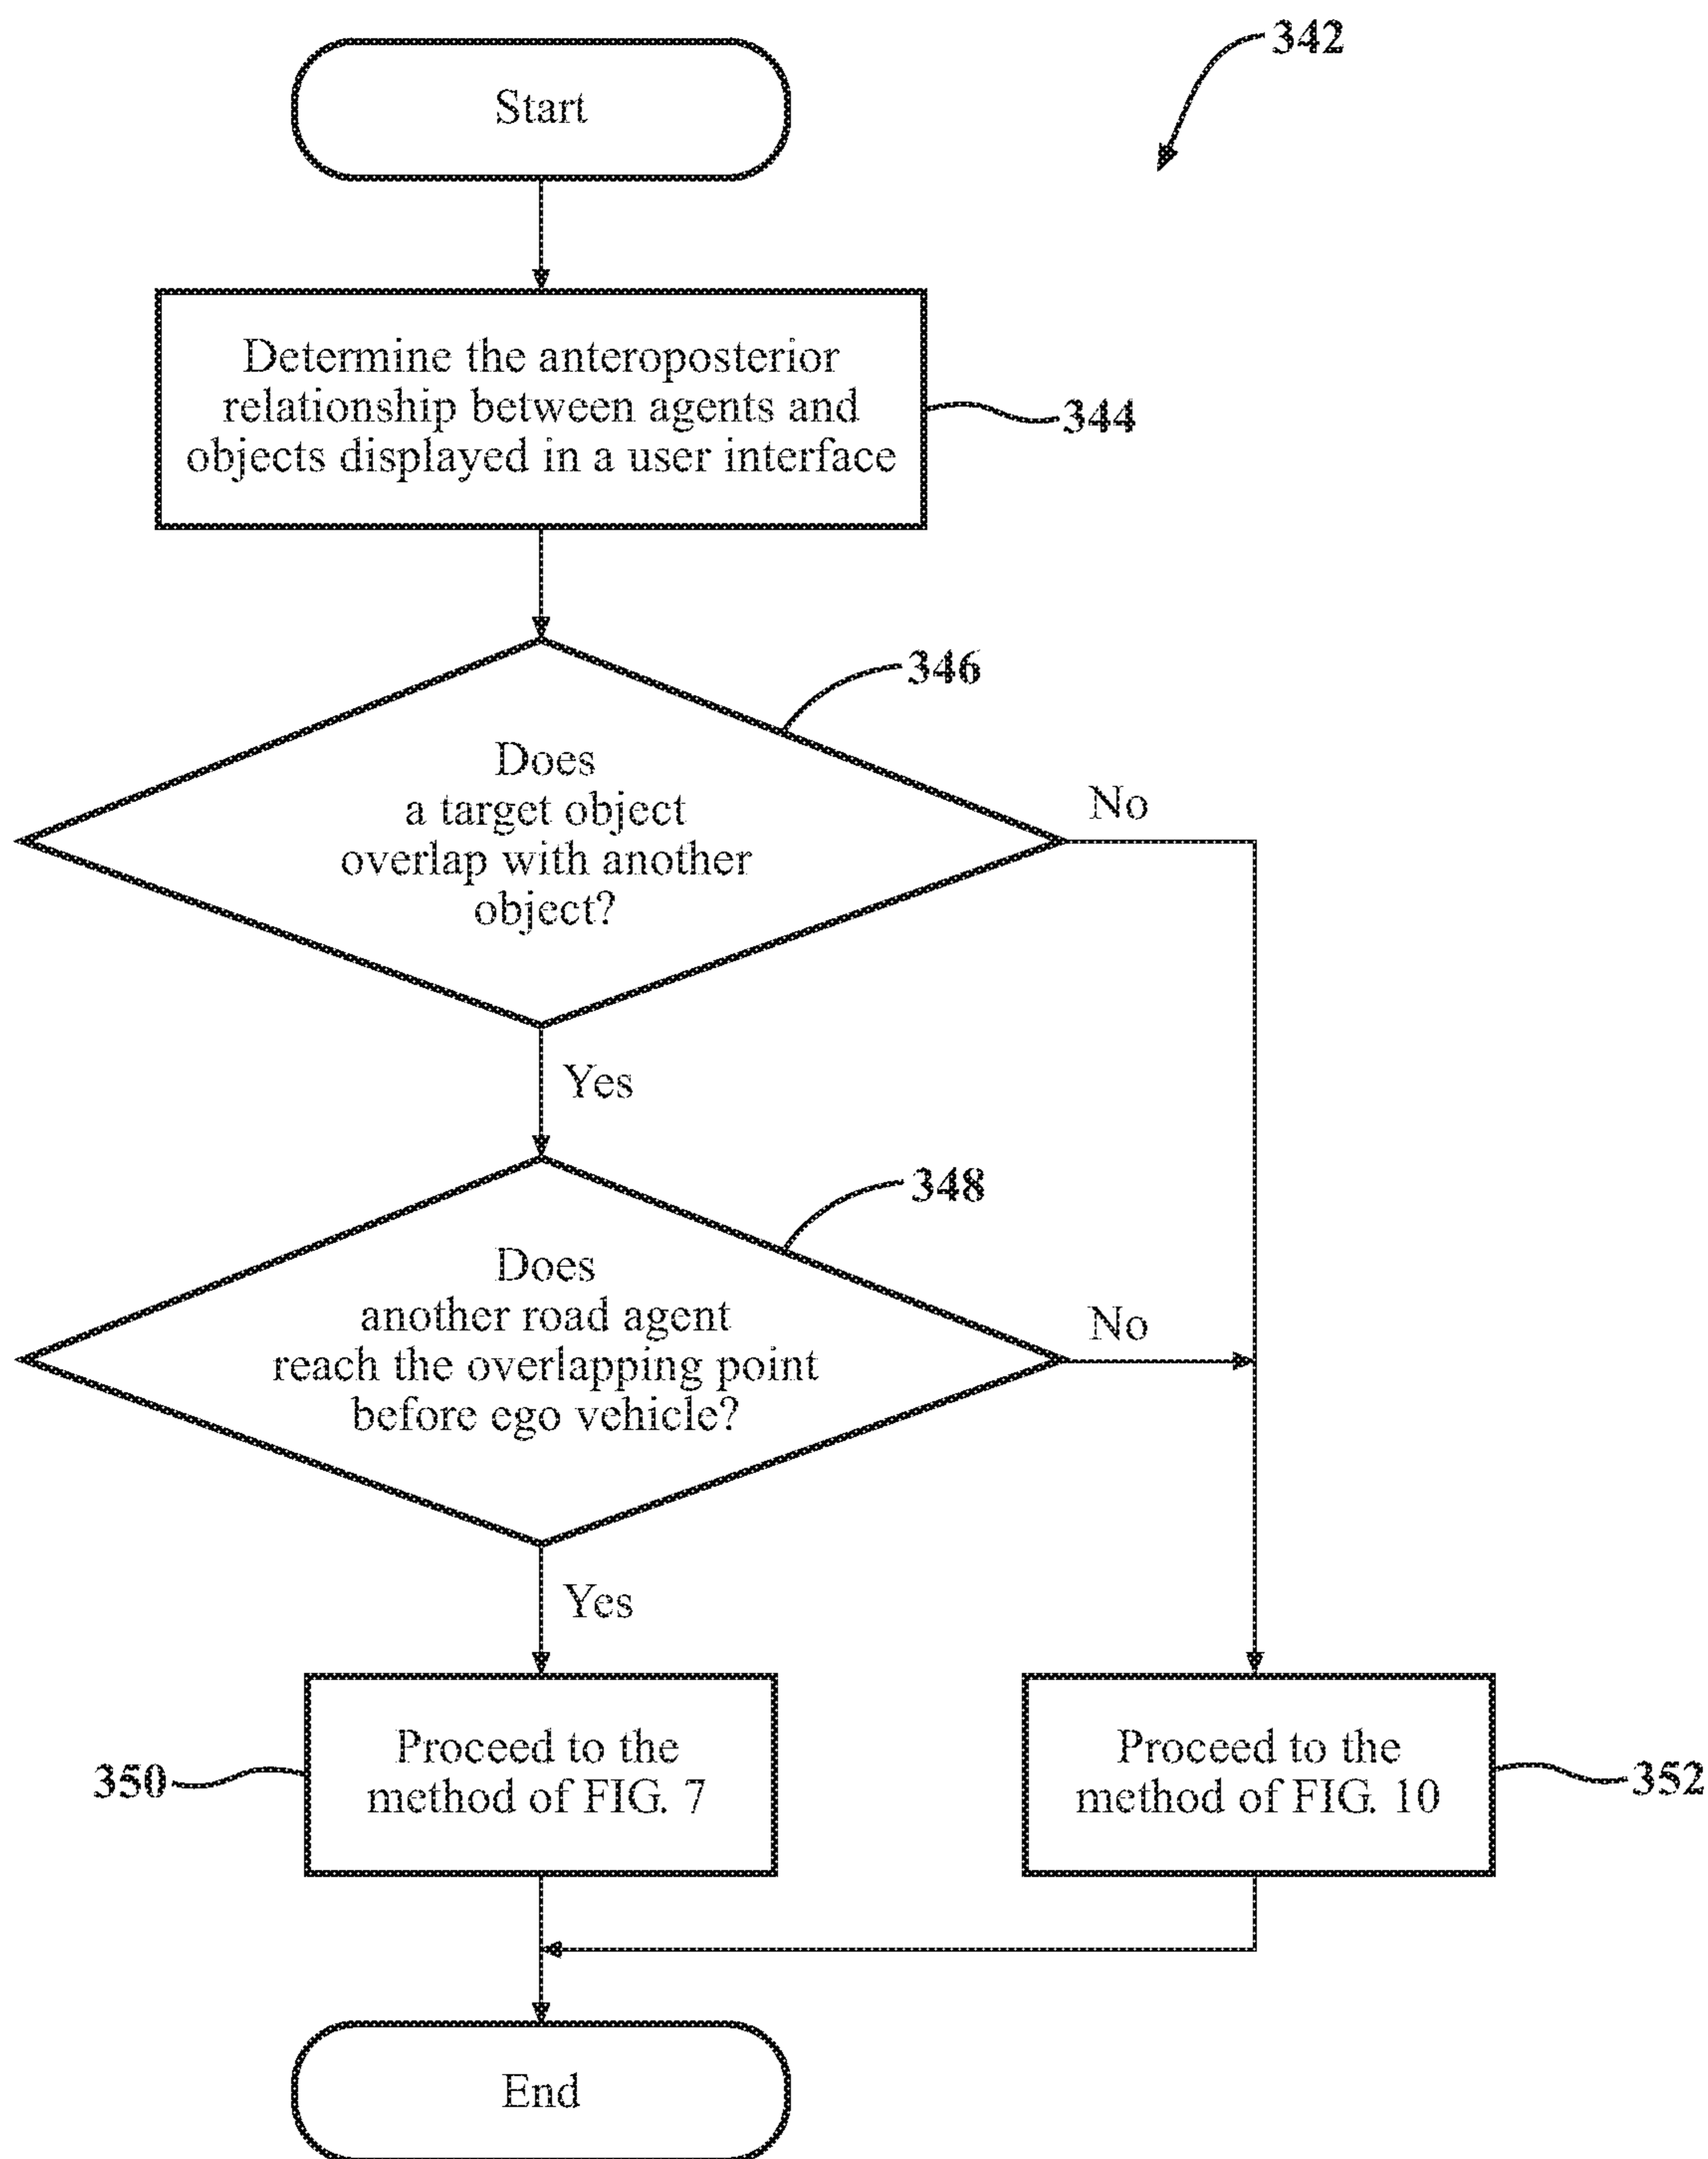 342
Start
Determine the anteroposterior
relationship between agents and
objects displayed in a user interface
344
346
Does
a target object
overlap with another
object?
No
Yes
348
Does
another road agent
reach the overlapping point
before ego vehicle?
No
Yes
350
Proceed to the
method of FIG. 7
Proceed to the
method of FIG. 10
352
End